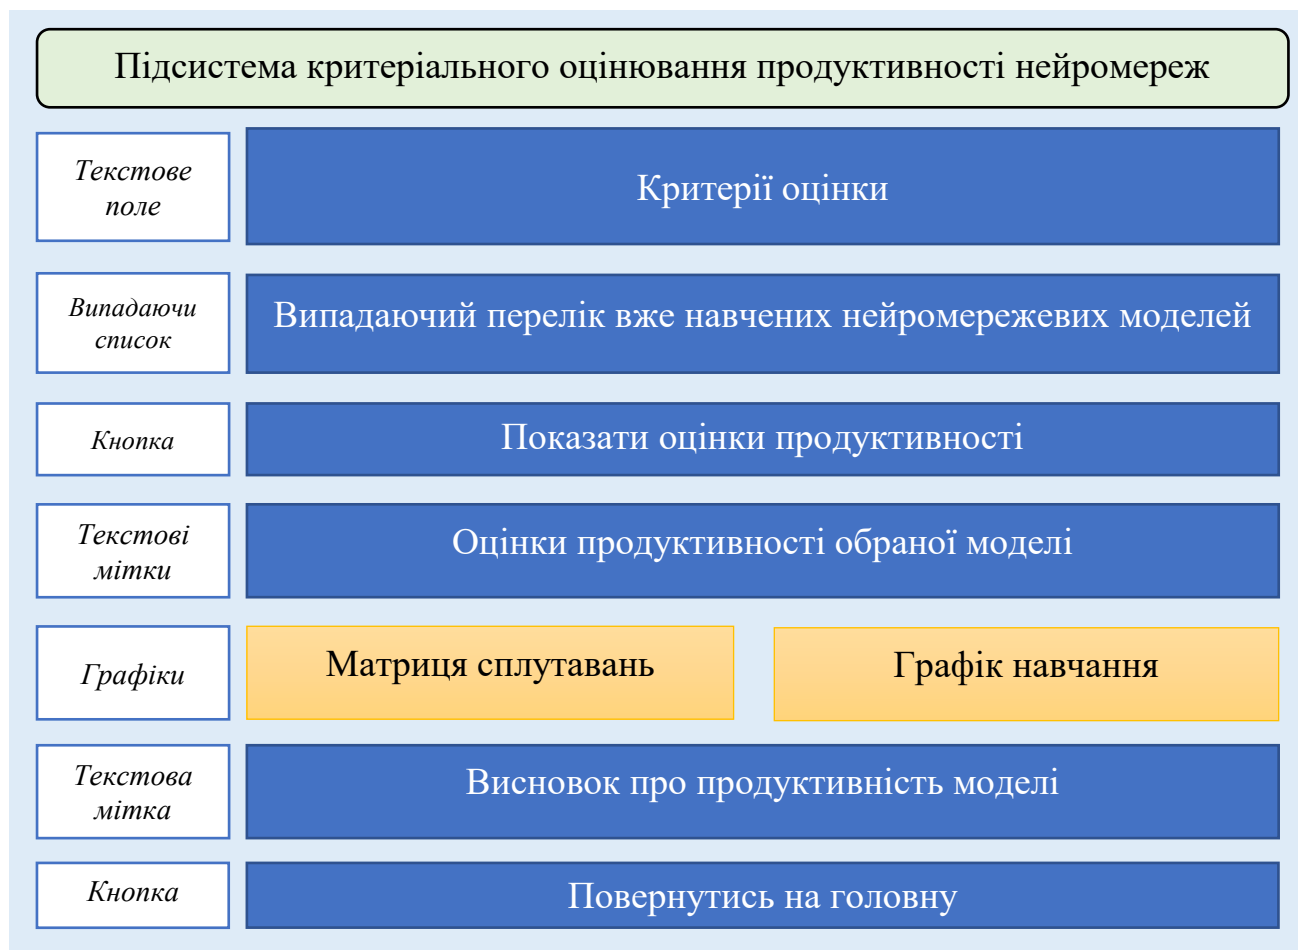 Підсистема критеріального оцінювання продуктивності нейромереж
Текстове
поле
Критерії оцінки
Випадаючи
список
Випадаючий перелік вже навчених нейромережевих моделей
Кнопка
Показати оцінки продуктивності
Текстові
мітки
Оцінки продуктивності обраної моделі
Графіки
Матриця сплутавань
Графік навчання
Текстова
мітка
Висновок про продуктивність моделі
Кнопка
Повернутись на головну